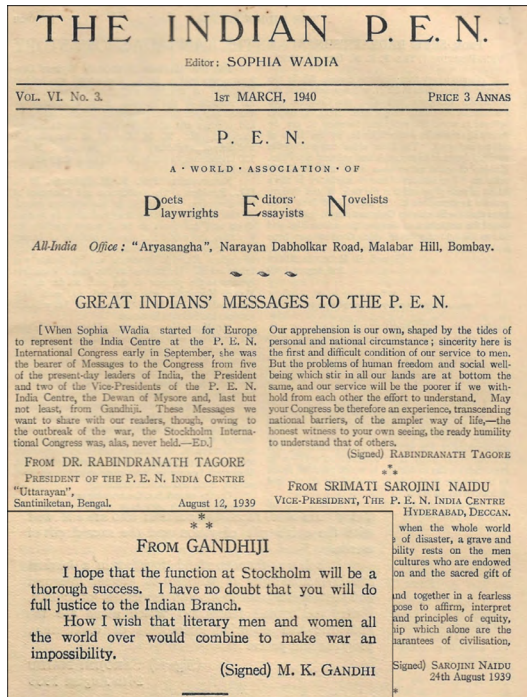 THE INDIAN P. E. N.
Editor: SOPHIA WADIA
VOL. VI. No. 3.
1ST MARCH, 1940
PRICE 3 ANNAS
P. E. N.
A · WORLD · ASSOCIATION · OF
Poets Editors Novelists
Playwrights Essayists
All-India Office : "Aryasangha", Narayan Dabholkar Road, Malabar Hill, Bombay.
GREAT INDIANS' MESSAGES TO THE P. E. N.
[When Sophia Wadia started for Europe
to represent the India Centre at the P. E. N.
International Congress early in September, she was
the bearer of Messages to the Congress from five
of the present-day leaders of India, the President
and two of the Vice-Presidents of the P. E. N.
India Centre, the Dewan of Mysore and, last but
not least, from Gandhiji. These Messages we
want to share with our readers, though, owing to
the outbreak of the war, the Stockholm Interna-
tional Congress was, alas, never held.—ED.]
FROM DR. RABINDRANATH TAGORE
PRESIDENT OF THE P. E. N. INDIA CENTRE
"Uttarayan",
Santiniketan, Bengal. August 12, 1939
Our apprehension is our own, shaped by the tides of
personal and national circumstance ; sincerity here is
the first and difficult condition of our service to men.
But the problems of human freedom and social well-
being which stir in all our lands are at bottom the
same, and our service will be the poorer if we with-
hold from each other the effort to understand. May
your Congress be therefore an experience, transcending
national barriers, of the ampler way of life,—the
honest witness to your own seeing, the ready humility
to understand that of others.
(Signed) RABINDRANATH TAGORE
* * *
FROM SRIMATI SAROJINI NAIDU
VICE-PRESIDENT, THE P. E. N. INDIA CENTRE
HYDERABAD, DECCAN.
when the whole world
of disaster, a grave and
bility rests on the men
cultures who are endowed
on and the sacred gift of
nd together in a fearless
pose to affirm, interpret
and principles of equity,
ip which alone are the
uarantees of civilisation,
Signed) SAROJINI NAIDU
24th August 1939
*
* * *
FROM GANDHIJI
I hope that the function at Stockholm will be a
thorough success. I have no doubt that you will do
full justice to the Indian Branch.
How I wish that literary men and women all
the world over would combine to make war an
impossibility.
(Signed) M. K. GANDHI